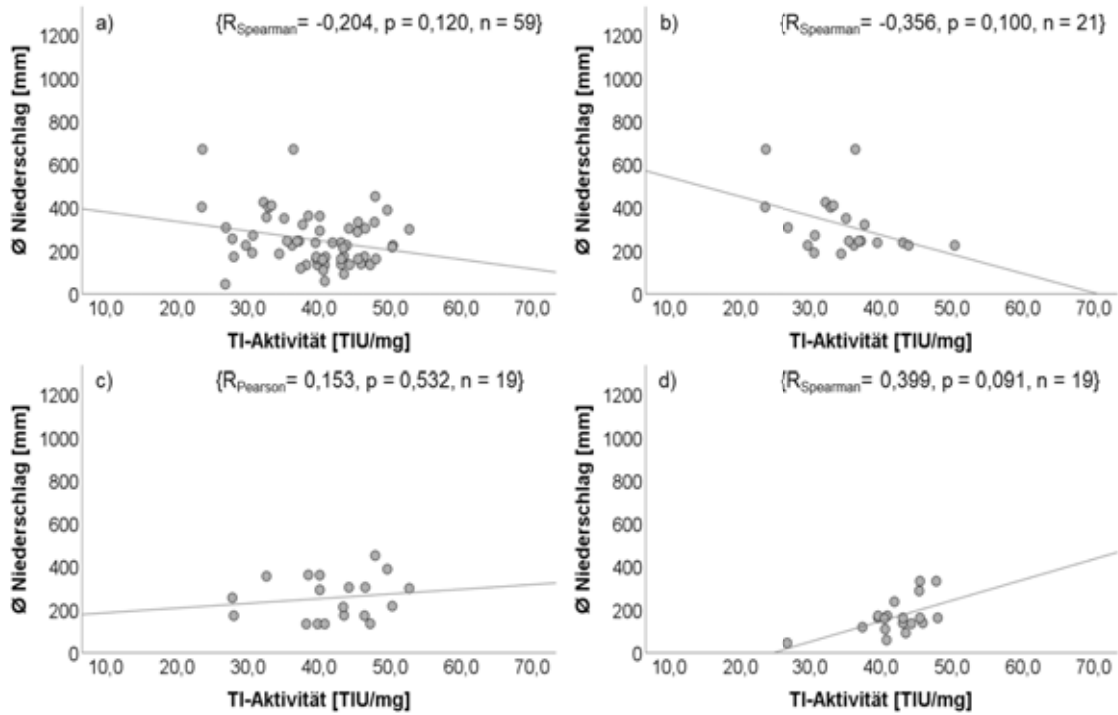 a) {R_Spearman= -0,204, p = 0,120, n = 59}
Ø Niederschlag [mm]
1200
1000
800
600
400
200
0
10,0 20,0 30,0 40,0 50,0 60,0 70,0
TI-Aktivität [TIU/mg]
b) {R_Spearman= -0,356, p = 0,100, n = 21}
Ø Niederschlag [mm]
1200
1000
800
600
400
200
0
10,0 20,0 30,0 40,0 50,0 60,0 70,0
TI-Aktivität [TIU/mg]
c) {R_Pearson= 0,153, p = 0,532, n = 19}
Ø Niederschlag [mm]
1200
1000
800
600
400
200
0
10,0 20,0 30,0 40,0 50,0 60,0 70,0
TI-Aktivität [TIU/mg]
d) {R_Spearman= 0,399, p = 0,091, n = 19}
Ø Niederschlag [mm]
1200
1000
800
600
400
200
0
10,0 20,0 30,0 40,0 50,0 60,0 70,0
TI-Aktivität [TIU/mg]